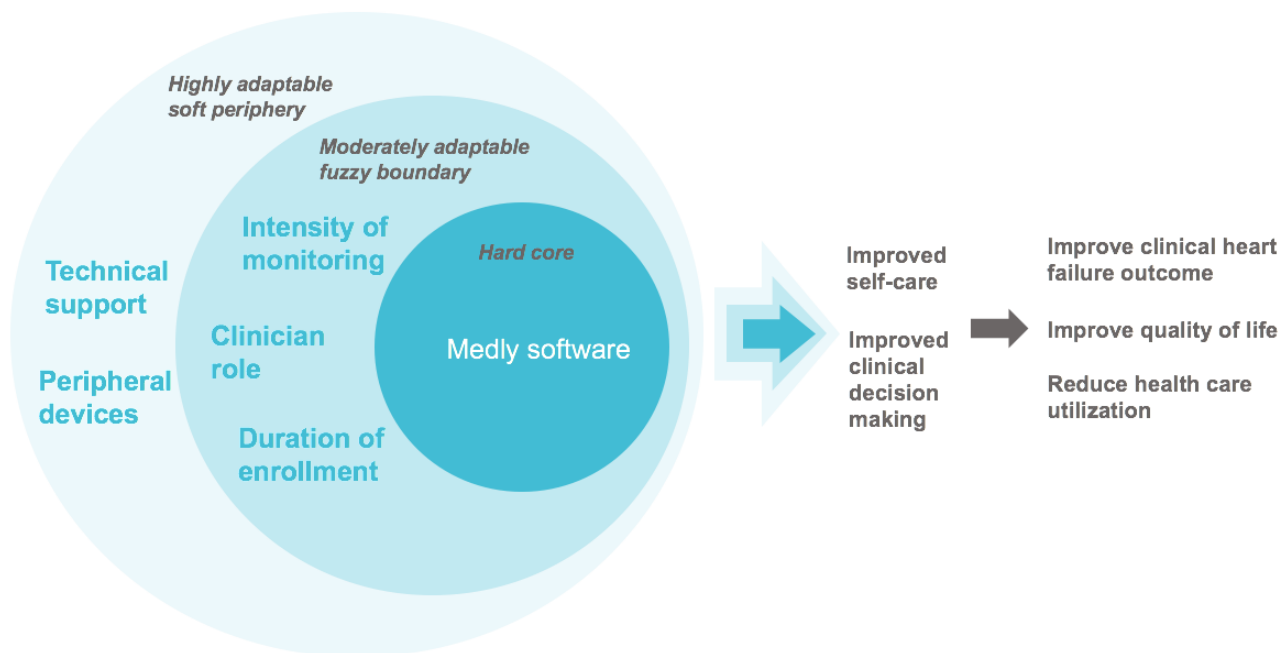 Highly adaptable
soft periphery
Moderately adaptable
fuzzy boundary
Hard core
Medly software
Intensity of
monitoring
Clinician
role
Duration of
enrollment
Technical
support
Peripheral
devices
Improved
self-care
Improved
clinical
decision
making
Improve clinical heart
failure outcome
Improve quality of life
Reduce health care
utilization